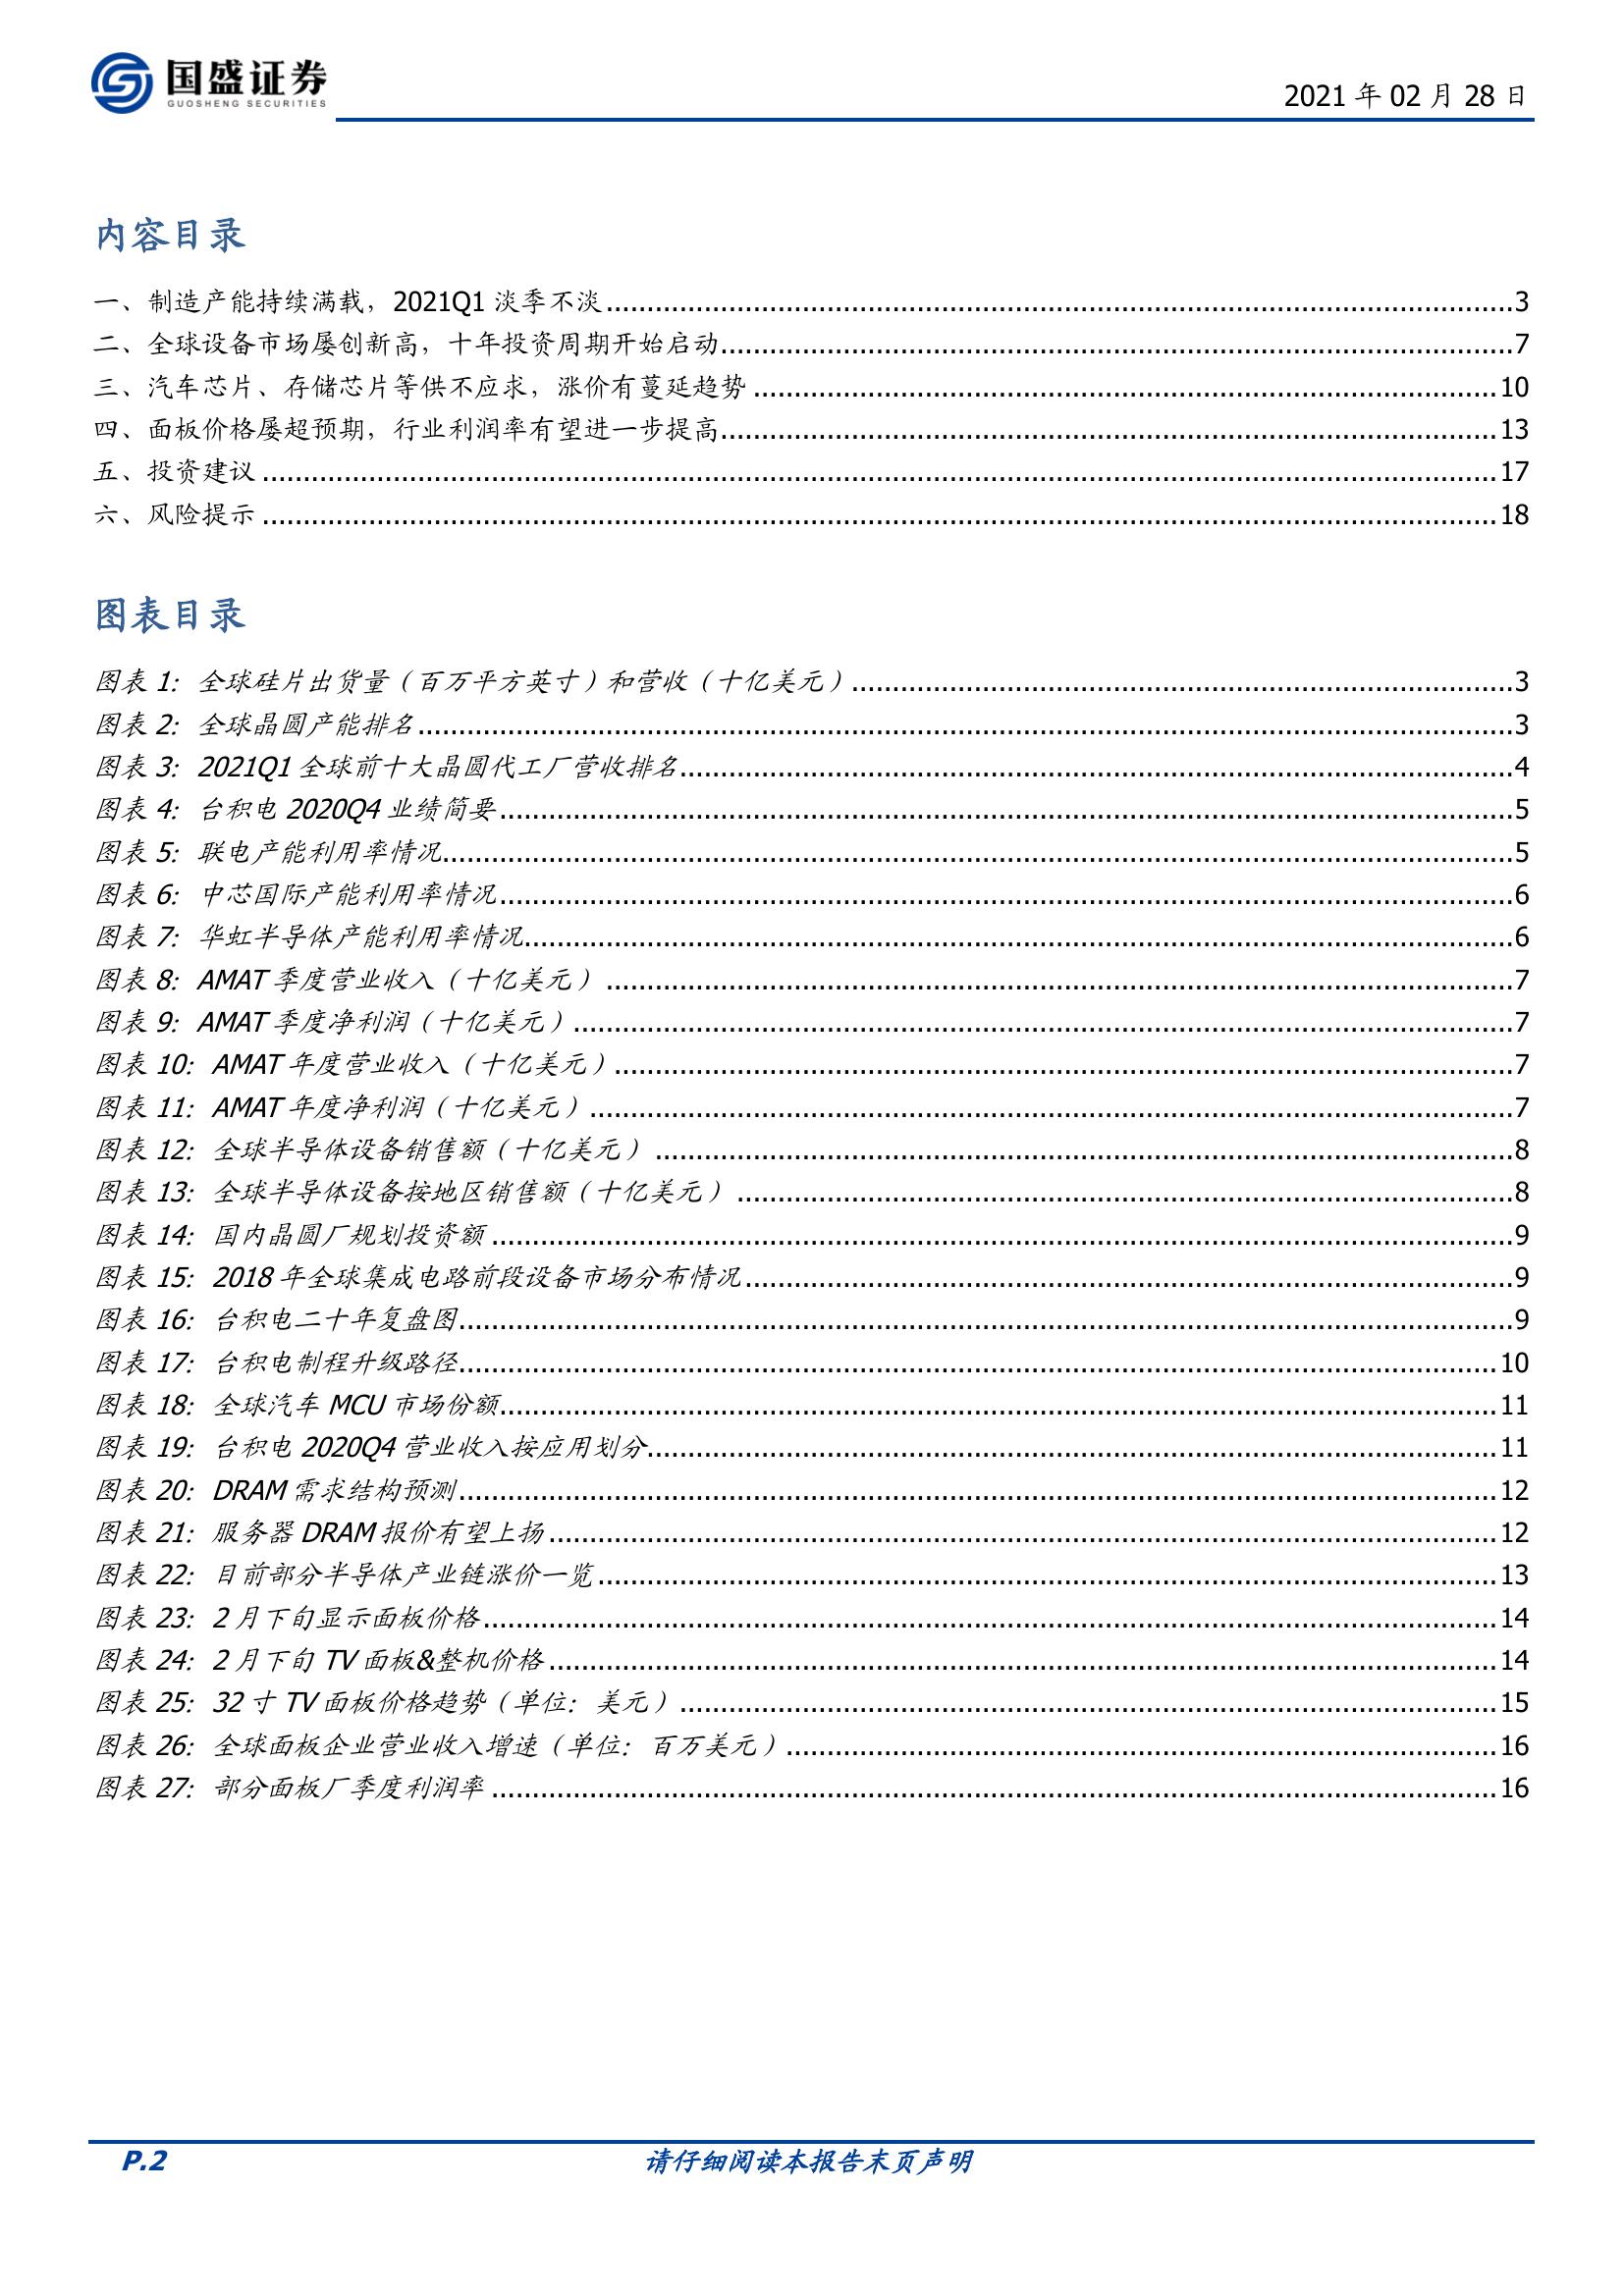 国盛证券
GUOSHENG SECURITIES
2021 年 02 月 28 日
内容目录
一、制造产能持续满载，2021Q1 淡季不淡........3
二、全球设备市场屡创新高，十年投资周期开始启动........7
三、汽车芯片、存储芯片等供不应求，涨价有蔓延趋势........10
四、面板价格屡超预期，行业利润率有望进一步提高........13
五、投资建议........17
六、风险提示........18
图表目录
图表 1：全球硅片出货量（百万平方英寸）和营收（十亿美元）........3
图表 2：全球晶圆产能排名........3
图表 3：2021Q1 全球前十大晶圆代工厂营收排名........4
图表 4：台积电 2020Q4 业绩简要........5
图表 5：联电产能利用率情况........5
图表 6：中芯国际产能利用率情况........6
图表 7：华虹半导体产能利用率情况........6
图表 8：AMAT 季度营业收入（十亿美元）........7
图表 9：AMAT 季度净利润（十亿美元）........7
图表 10：AMAT 年度营业收入（十亿美元）........7
图表 11：AMAT 年度净利润（十亿美元）........7
图表 12：全球半导体设备销售额（十亿美元）........8
图表 13：全球半导体设备按地区销售额（十亿美元）........8
图表 14：国内晶圆厂规划投资额........9
图表 15：2018 年全球集成电路前段设备市场分布情况........9
图表 16：台积电二十年复盘图........9
图表 17：台积电制程升级路径........10
图表 18：全球汽车 MCU 市场份额........11
图表 19：台积电 2020Q4 营业收入按应用划分........11
图表 20：DRAM 需求结构预测........12
图表 21：服务器 DRAM 报价有望上扬........12
图表 22：目前部分半导体产业链涨价一览........13
图表 23：2 月下旬显示面板价格........14
图表 24：2 月下旬 TV 面板&整机价格........14
图表 25：32 寸 TV 面板价格趋势（单位：美元）........15
图表 26：全球面板企业营业收入增速（单位：百万美元）........16
图表 27：部分面板厂季度利润率........16
P.2
请仔细阅读本报告末页声明